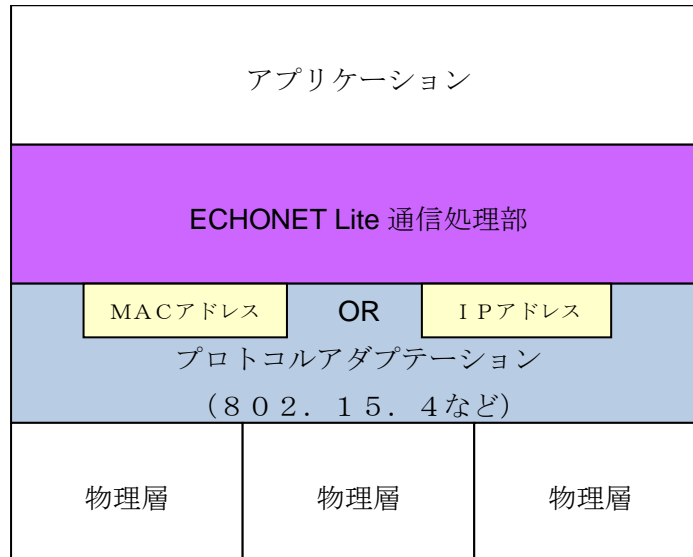 アプリケーション
ECHONET Lite 通信処理部
MACアドレス OR IPアドレス
プロトコルアダプテーション
(802.15.4など)
物理層 物理層 物理層